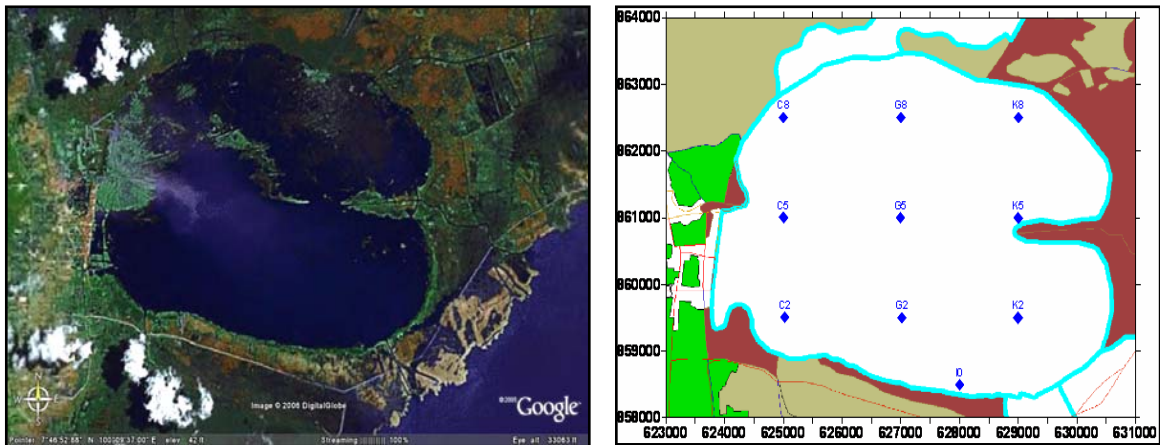 Image © 2006 DigitalGlobe
Google
Pointer 7°46'52.88" N 100°09'37.00" E elev. 42 ft
Streaming 100%
Eye alt 33063 ft
N
W
E
S
864000
863000
862000
861000
860000
859000
858000
C8 G8 K8
C5 G5 K5
C2 G2 K2
I0
623000 624000 625000 626000 627000 628000 629000 630000 631000